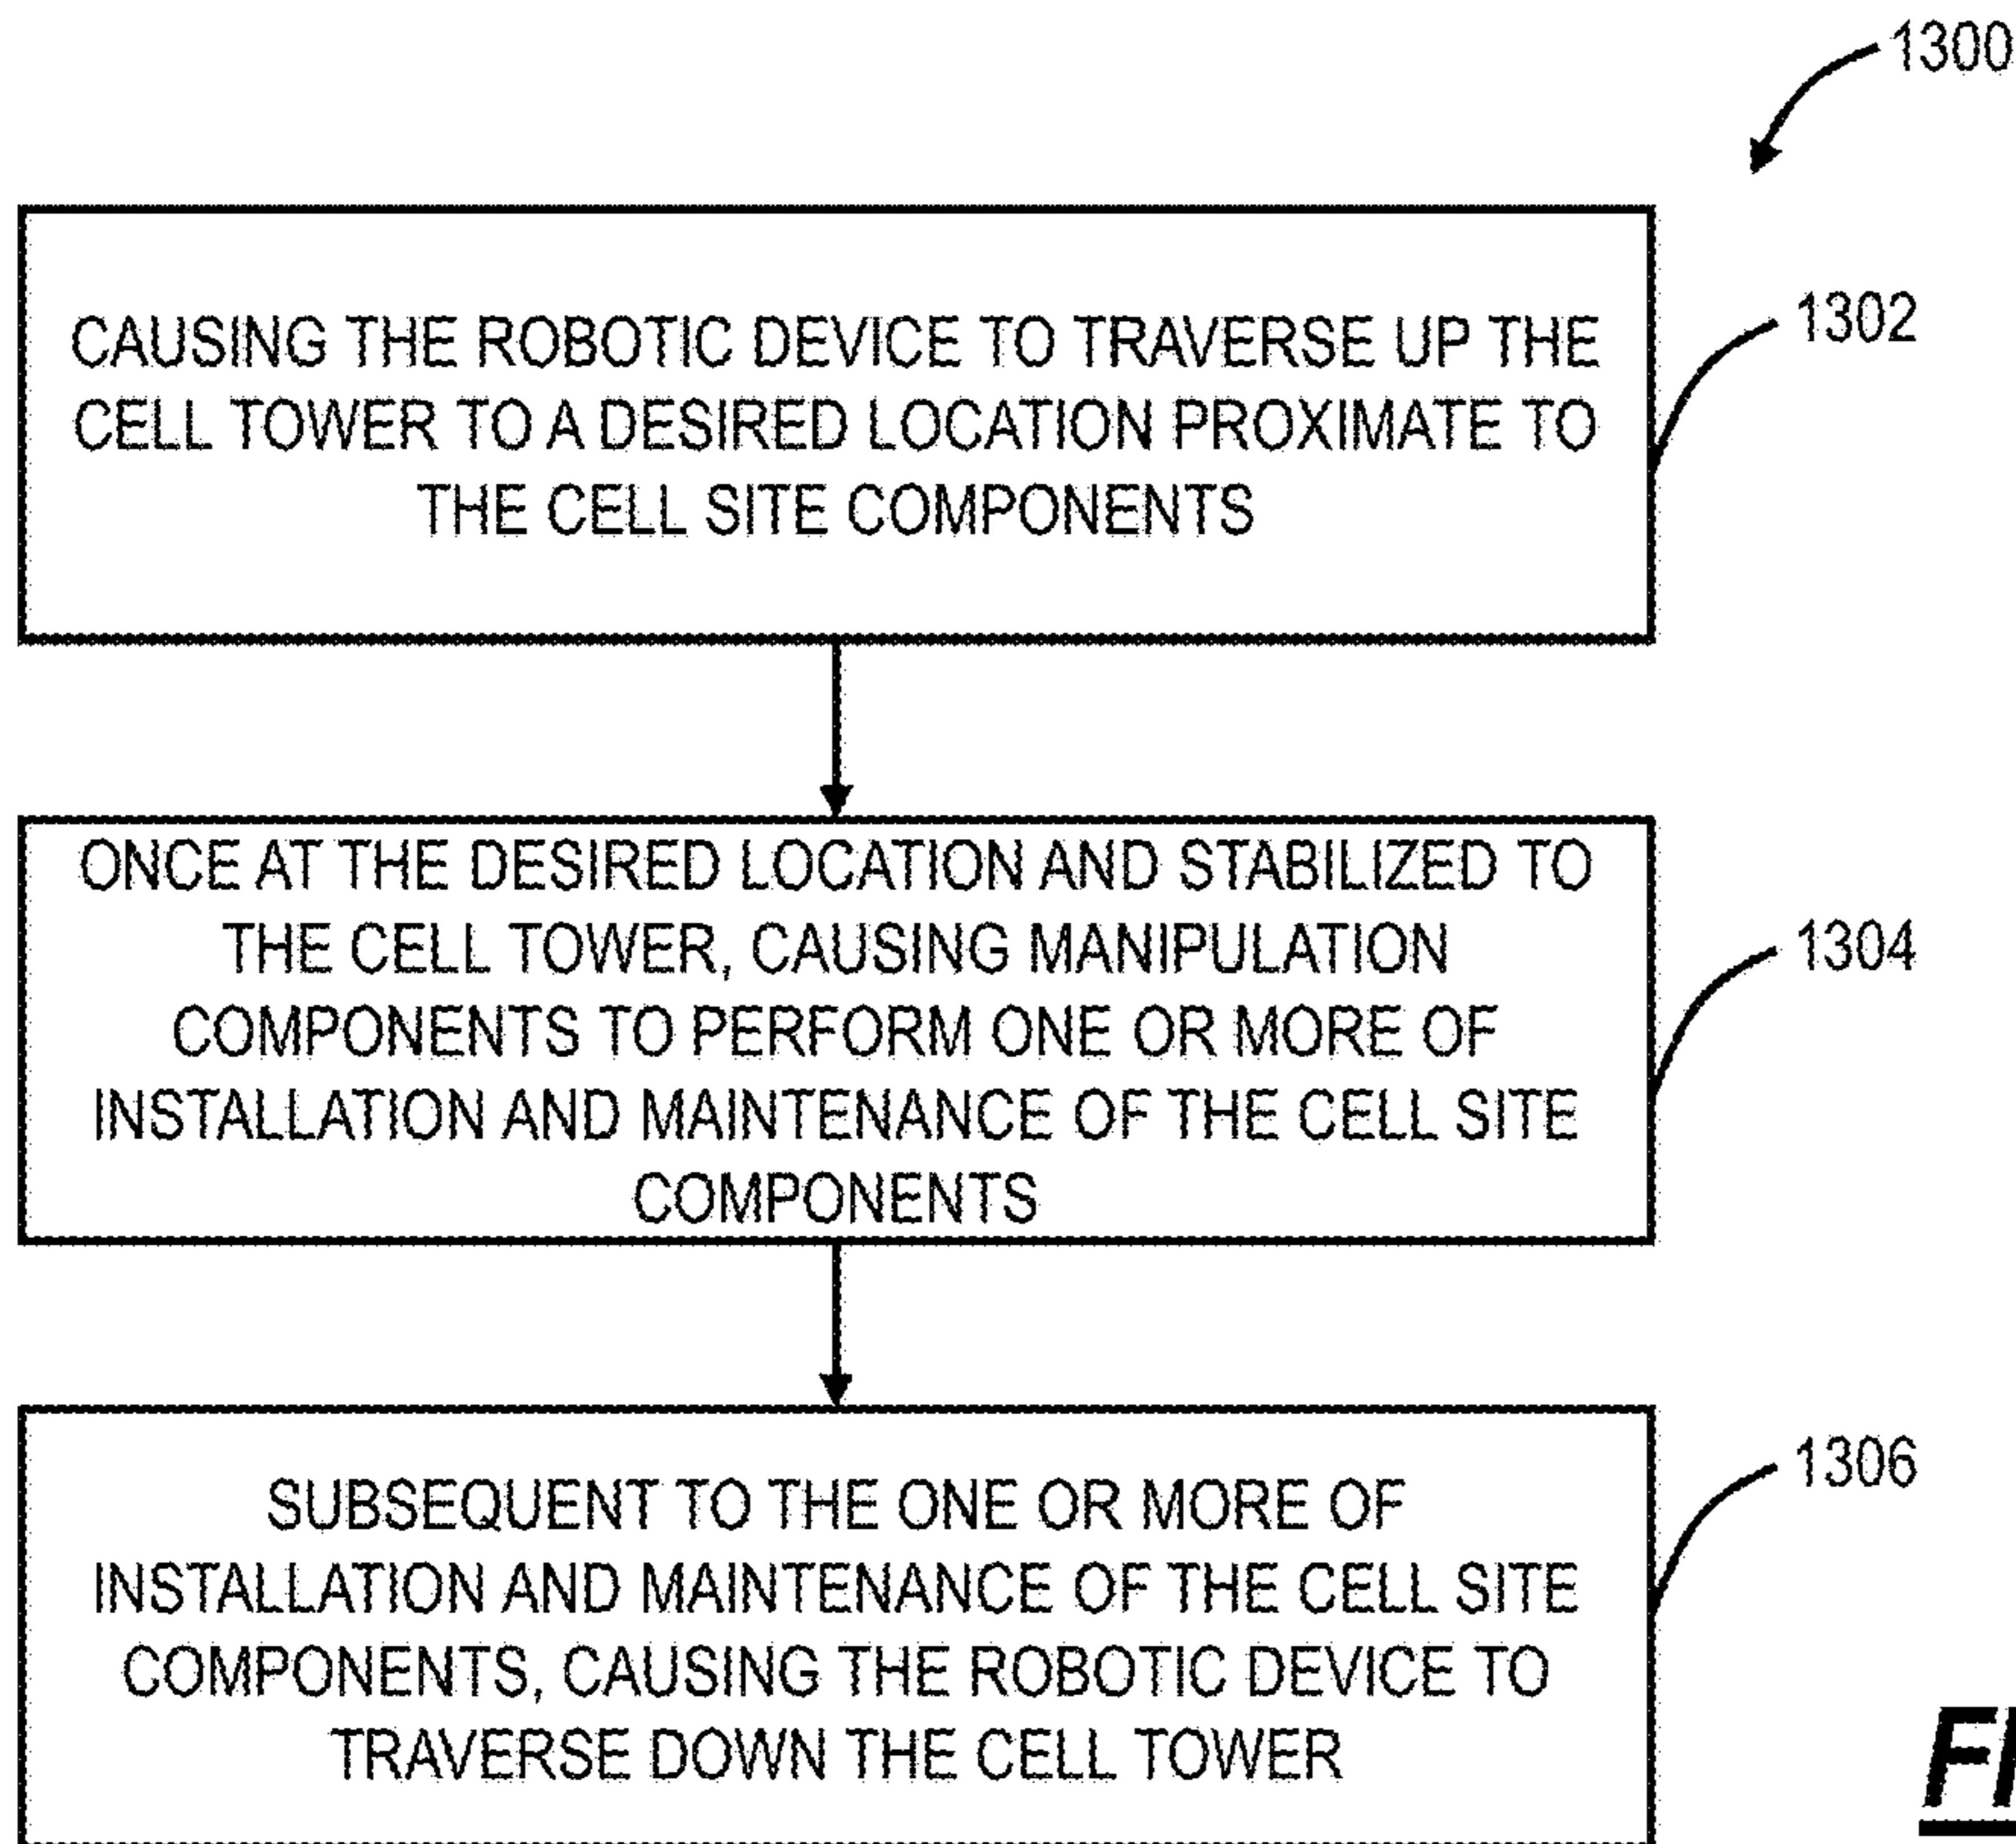 1300
CAUSING THE ROBOTIC DEVICE TO TRAVERSE UP THE
CELL TOWER TO A DESIRED LOCATION PROXIMATE TO
THE CELL SITE COMPONENTS
1302
ONCE AT THE DESIRED LOCATION AND STABILIZED TO
THE CELL TOWER, CAUSING MANIPULATION
COMPONENTS TO PERFORM ONE OR MORE OF
INSTALLATION AND MAINTENANCE OF THE CELL SITE
COMPONENTS
1304
SUBSEQUENT TO THE ONE OR MORE OF
INSTALLATION AND MAINTENANCE OF THE CELL SITE
COMPONENTS, CAUSING THE ROBOTIC DEVICE TO
TRAVERSE DOWN THE CELL TOWER
1306